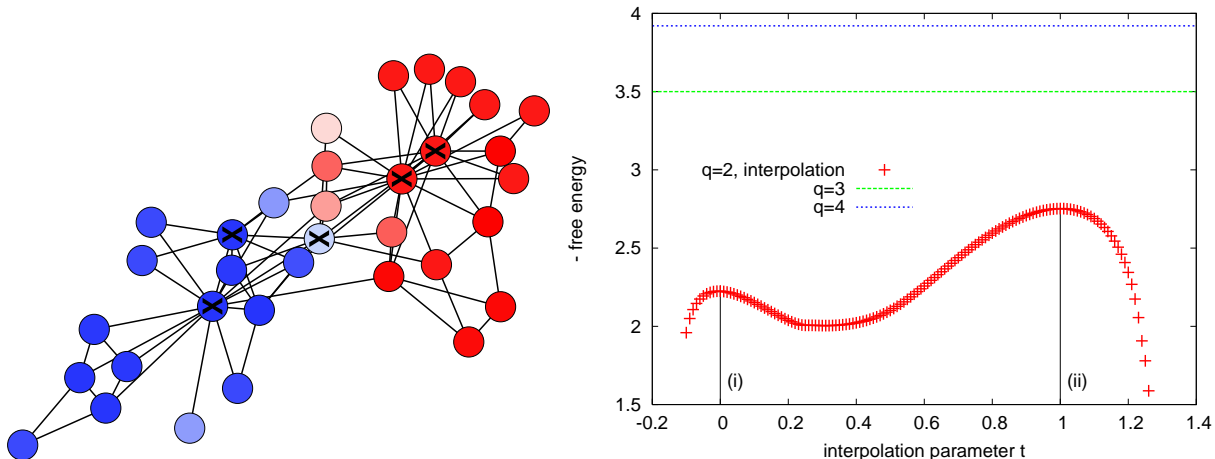 4
3.5
3
2.5
2
1.5
- free energy
q=2, interpolation
q=3
q=4
(i)
(ii)
-0.2
0
0.2
0.4
0.6
0.8
1
1.2
1.4
interpolation parameter t
X
X
X
X
X